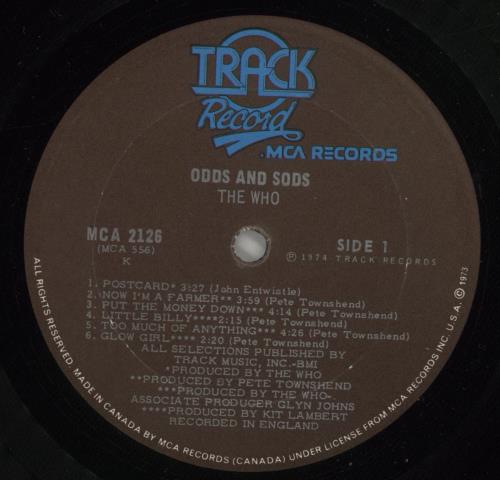 TRACK
Record
.MCA RECORDS
ODDS AND SODS
THE WHO
MCA 2126
(MCA 556)
K
SIDE 1
Ⓟ 1974 TRACK RECORDS
1. POSTCARD* 3:27 (John Entwistle)
2. NOW I'M A FARMER** 3:59 (Pete Townshend)
3. PUT THE MONEY DOWN*** 4:14 (Pete Townshend)
4. LITTLE BILLY****2:15 (Pete Townshend)
5. TOO MUCH OF ANYTHING*** 4:26 (Pete Townshend)
6. GLOW GIRL**** 2:20 (Pete Townshend)
ALL SELECTIONS PUBLISHED BY
TRACK MUSIC, INC.-BMI
*PRODUCED BY THE WHO
**PRODUCED BY PETE TOWNSHEND
***PRODUCED BY THE WHO-
ASSOCIATE PRODUCER GLYN JOHNS
****PRODUCED BY KIT LAMBERT
RECORDED IN ENGLAND
ALL RIGHTS RESERVED. MADE IN CANADA BY MCA RECORDS (CANADA) UNDER LICENSE FROM MCA RECORDS INC. U.S.A. © 1973